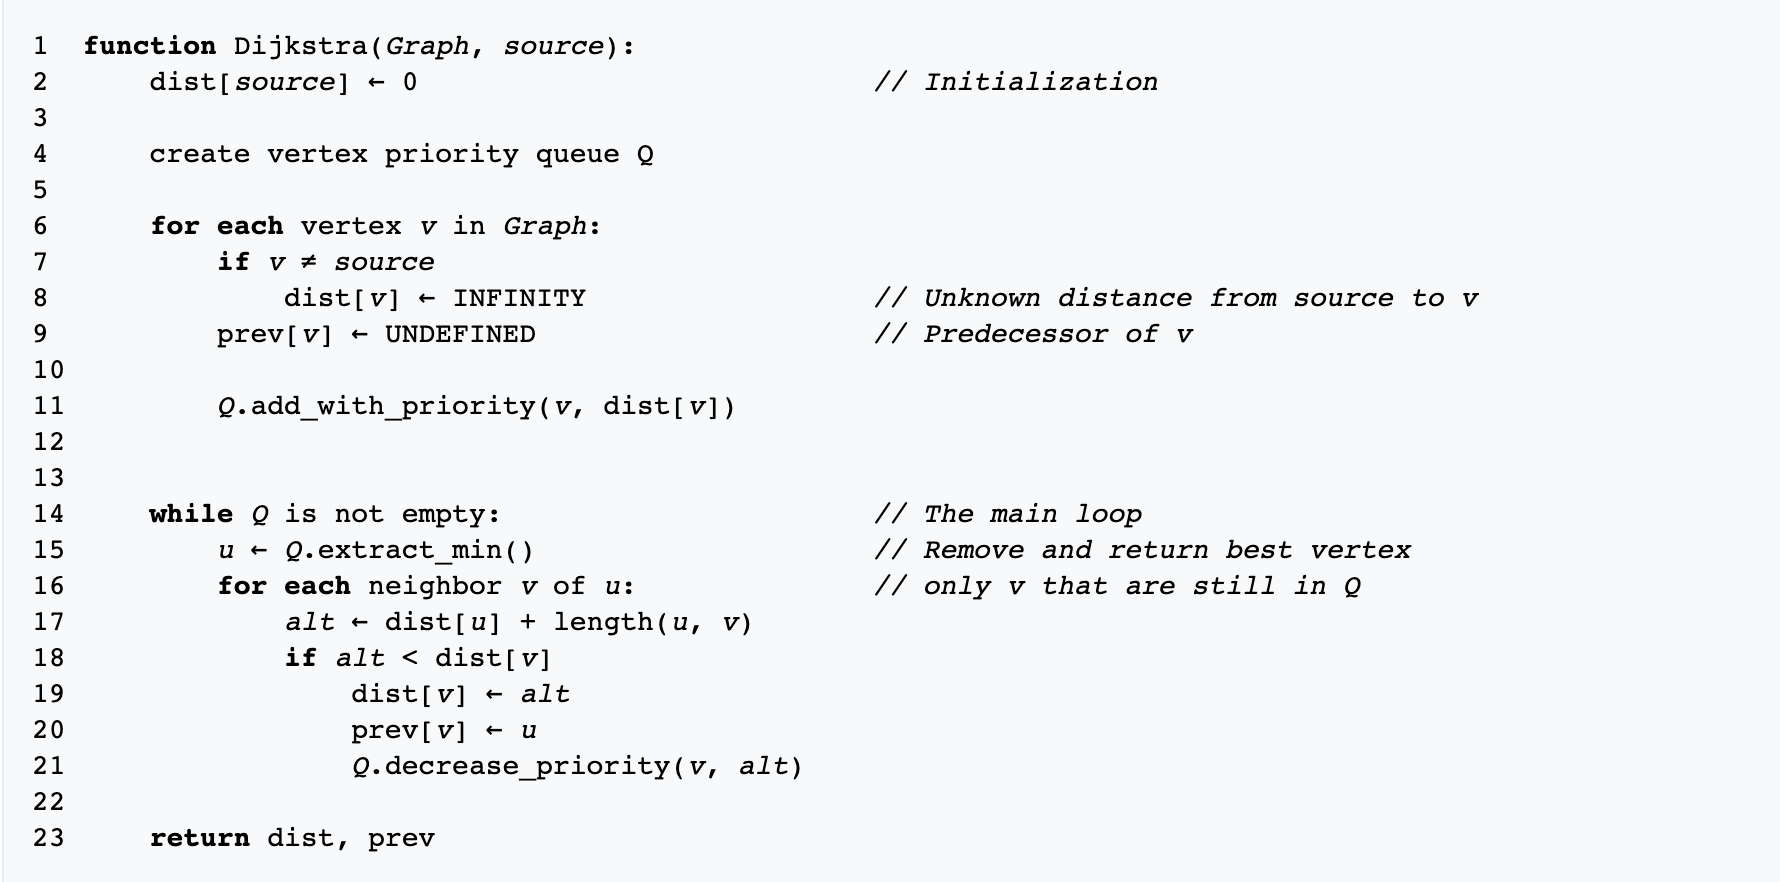 1 function Dijkstra(Graph, source):
2     dist[source] ← 0                           // Initialization
3
4     create vertex priority queue Q
5
6     for each vertex v in Graph:
7         if v ≠ source
8             dist[v] ← INFINITY                 // Unknown distance from source to v
9         prev[v] ← UNDEFINED                    // Predecessor of v
10
11         Q.add_with_priority(v, dist[v])
12
13
14     while Q is not empty:                      // The main loop
15         u ← Q.extract_min()                    // Remove and return best vertex
16         for each neighbor v of u:              // only v that are still in Q
17             alt ← dist[u] + length(u, v)
18             if alt < dist[v]
19                 dist[v] ← alt
20                 prev[v] ← u
21                 Q.decrease_priority(v, alt)
22
23     return dist, prev